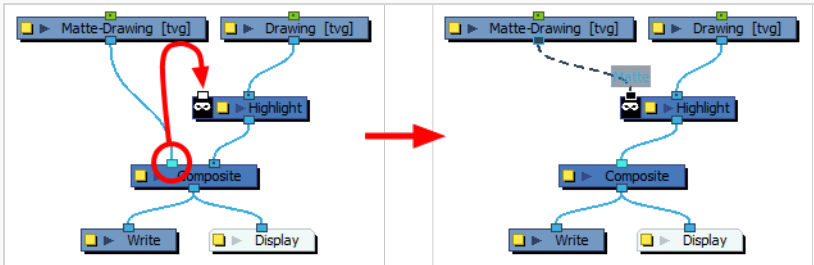 Matte-Drawing [tvg]
Drawing [tvg]
Highlight
Composite
Write
Display
Matte-Drawing [tvg]
Drawing [tvg]
Matte
Highlight
Composite
Write
Display